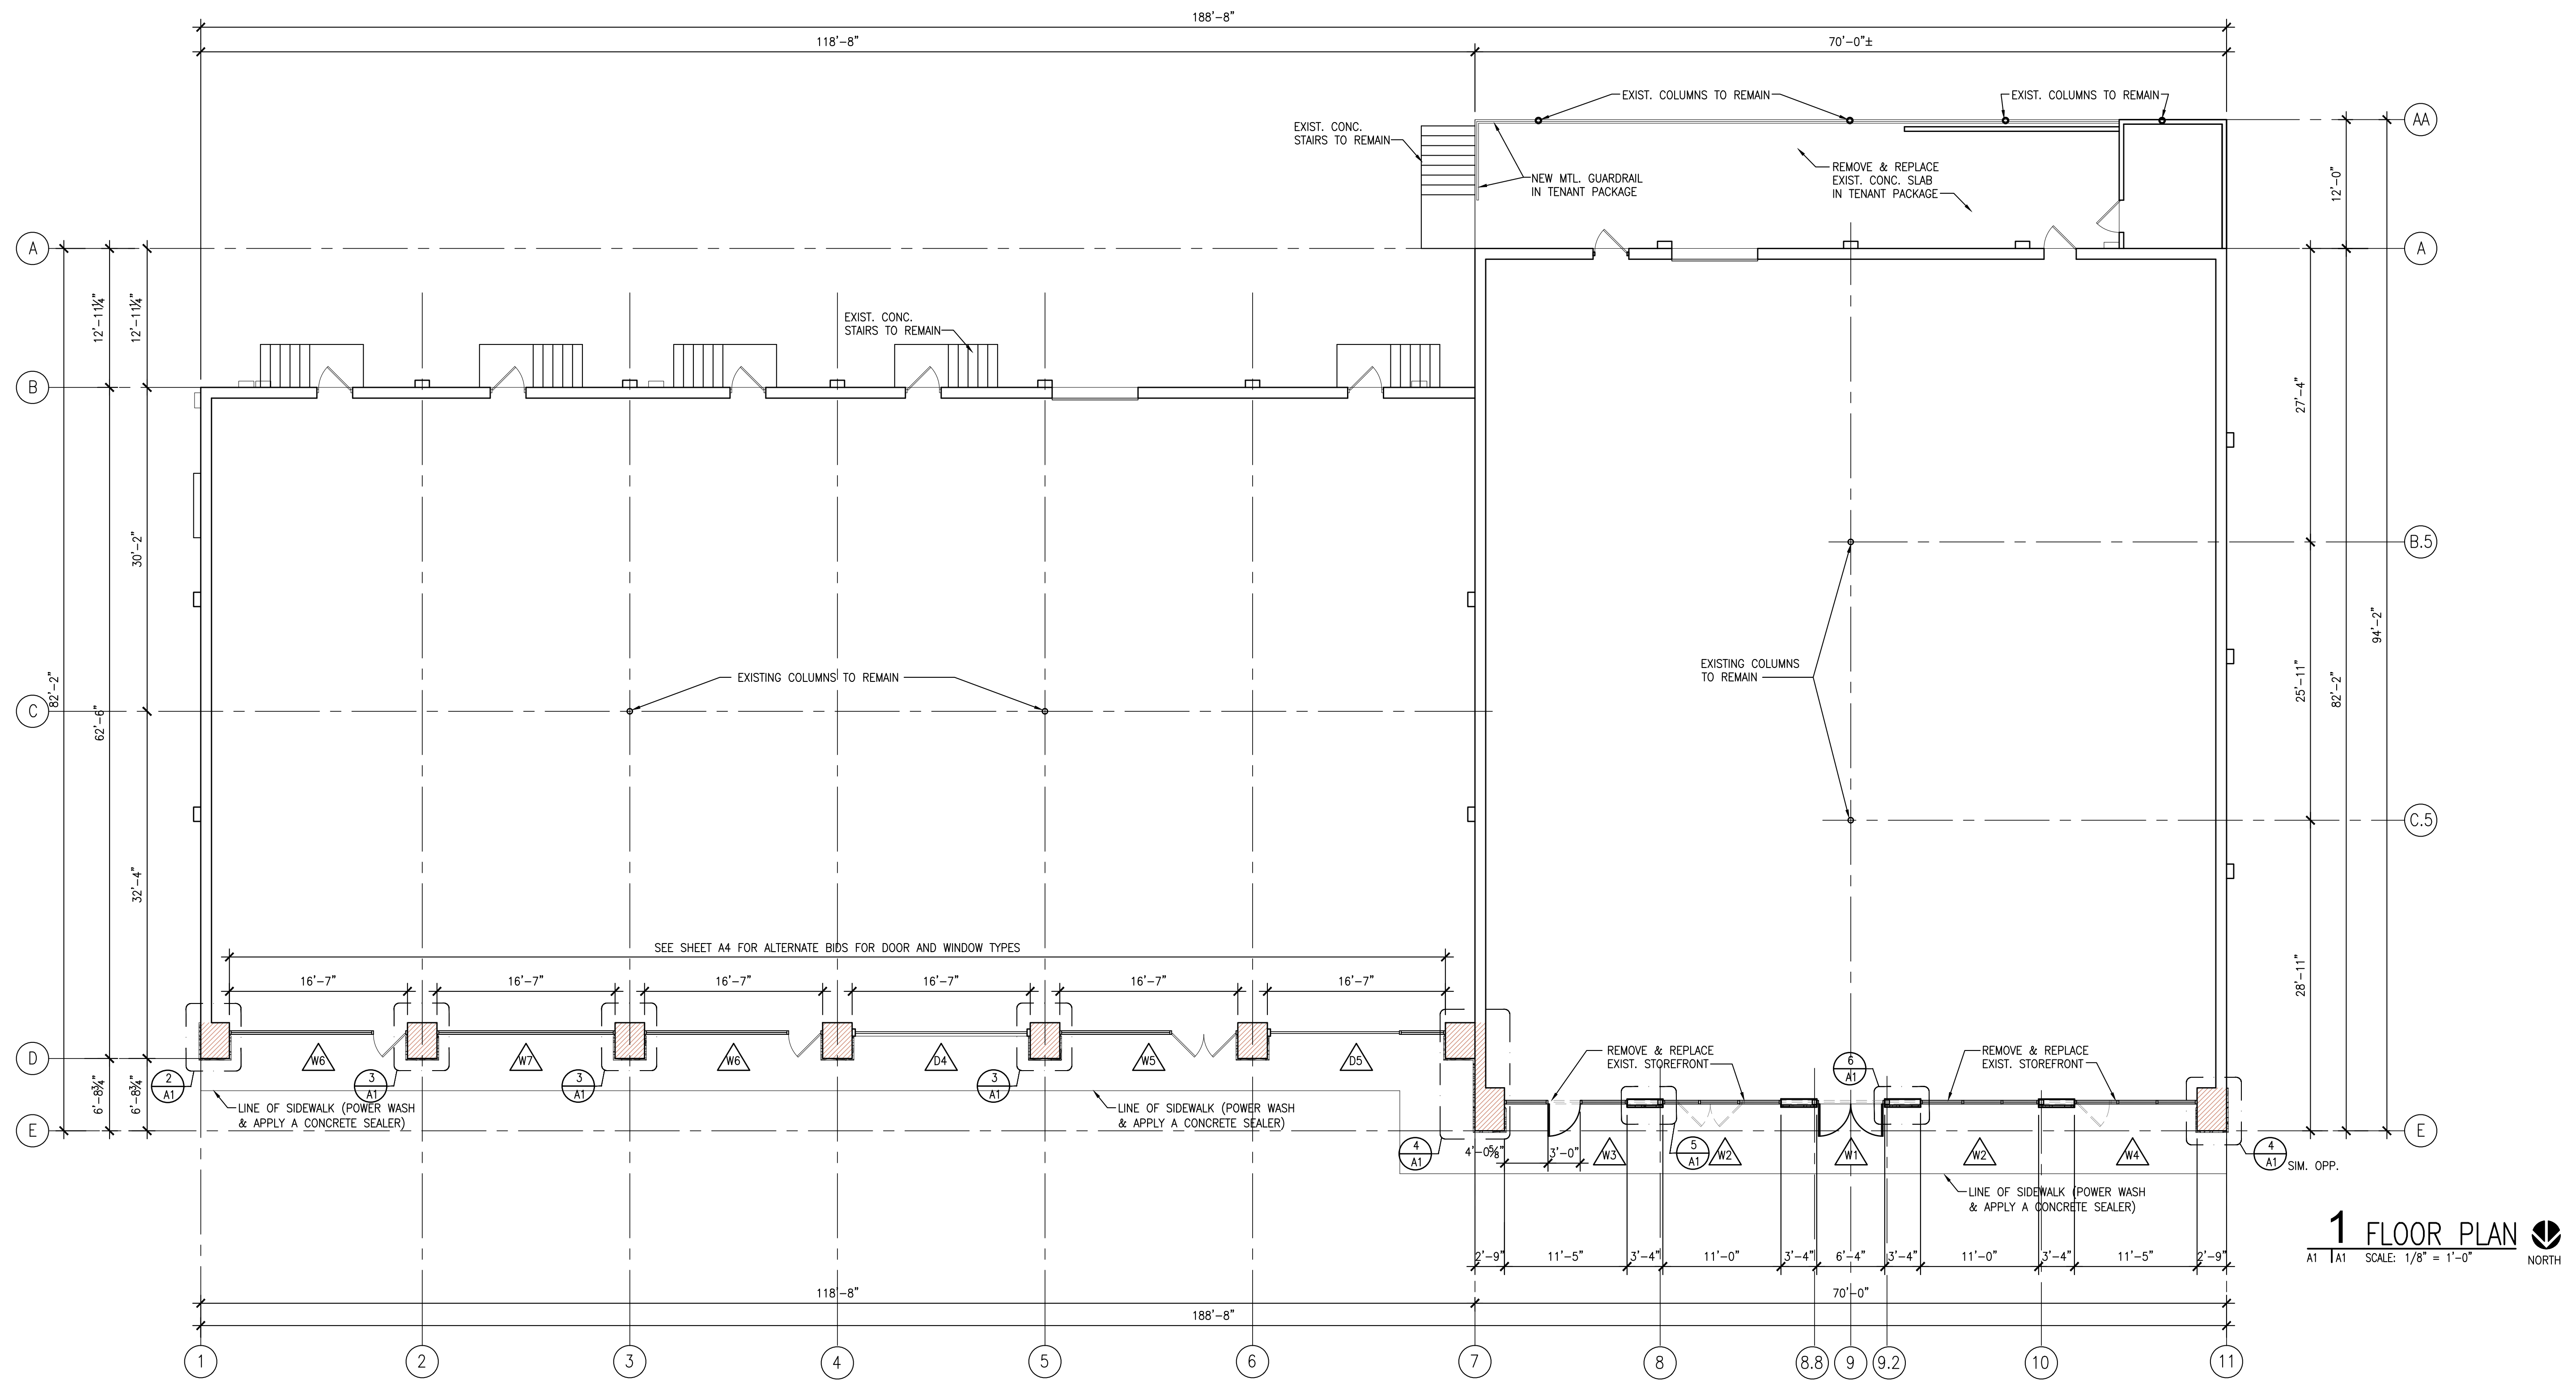 188'-8"
118'-8"
70'-0"±
EXIST. COLUMNS TO REMAIN
EXIST. COLUMNS TO REMAIN
AA
EXIST. CONC.
STAIRS TO REMAIN
NEW MTL. GUARDRAIL
IN TENANT PACKAGE
REMOVE & REPLACE
EXIST. CONC. SLAB
IN TENANT PACKAGE
12'-0"
A
A
12'-11¼"
12'-11¼"
EXIST. CONC.
STAIRS TO REMAIN
B
27'-4"
B.5
30'-2"
82'-2"
62'-6"
C
EXISTING COLUMNS TO REMAIN
EXISTING COLUMNS
TO REMAIN
25'-11"
82'-2"
94'-2"
C.5
32'-4"
28'-11"
SEE SHEET A4 FOR ALTERNATE BIDS FOR DOOR AND WINDOW TYPES
16'-7"
16'-7"
16'-7"
16'-7"
16'-7"
16'-7"
D
W6
W7
W6
D4
W5
D5
REMOVE & REPLACE
EXIST. STOREFRONT
6
A1
REMOVE & REPLACE
EXIST. STOREFRONT
2
A1
3
A1
3
A1
3
A1
6'-8¾"
6'-8¾"
LINE OF SIDEWALK (POWER WASH
& APPLY A CONCRETE SEALER)
LINE OF SIDEWALK (POWER WASH
& APPLY A CONCRETE SEALER)
E
E
4
A1
4'-0⅝"
3'-0"
W3
5
A1
W2
W1
W2
W4
4
A1
SIM. OPP.
LINE OF SIDEWALK (POWER WASH
& APPLY A CONCRETE SEALER)
2'-9"
11'-5"
3'-4"
11'-0"
3'-4"
6'-4"
3'-4"
11'-0"
3'-4"
11'-5"
2'-9"
1 FLOOR PLAN
A1 A1 SCALE: 1/8" = 1'-0"
NORTH
118'-8"
70'-0"
188'-8"
1
2
3
4
5
6
7
8
8.8
9
9.2
10
11